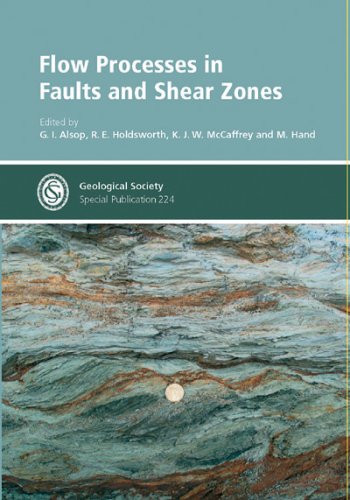 Flow Processes in
Faults and Shear Zones
Edited by
G. I. Alsop, R. E. Holdsworth, K. J. W. McCaffrey and M. Hand
Geological Society
Special Publication 224